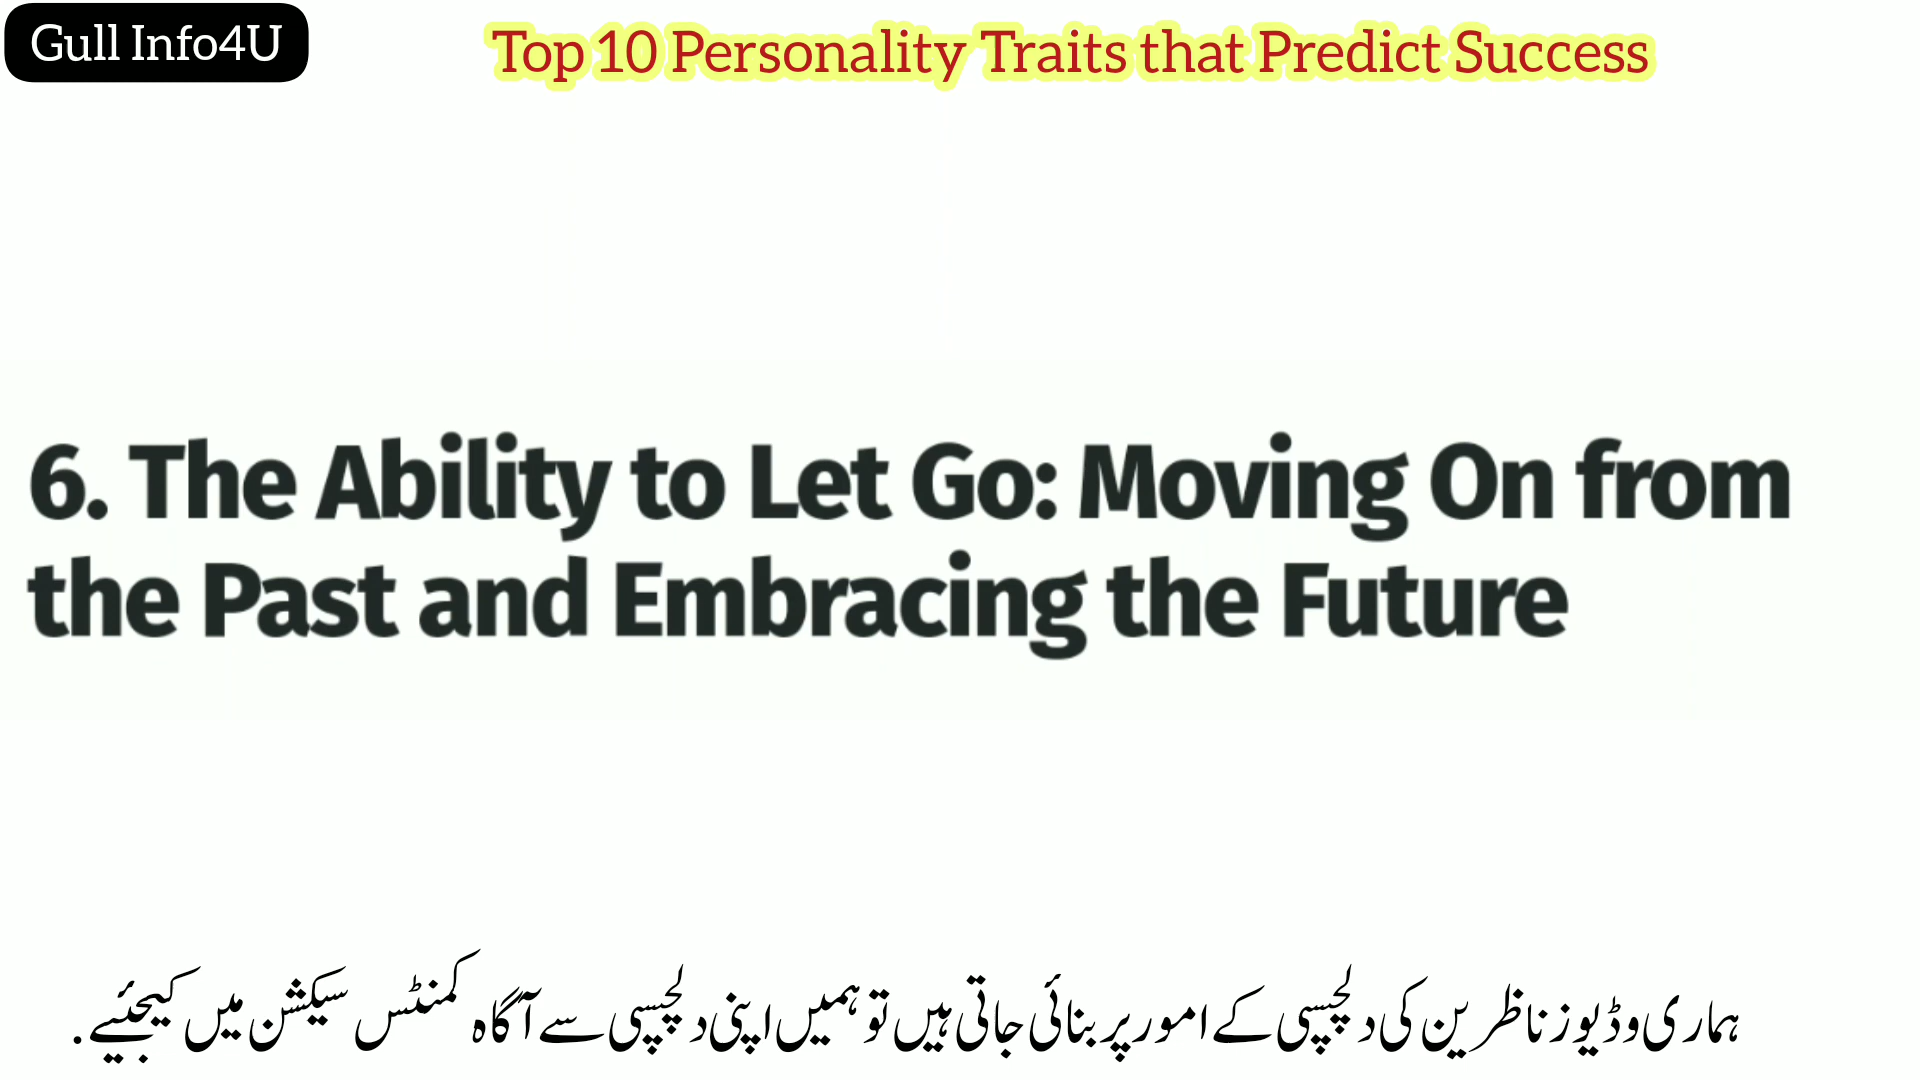 Gull Info4U
Top 10 Personality Traits that Predict Success
6. The Ability to Let Go: Moving On from
the Past and Embracing the Future
ہماری وڈیوز ناظرین کی دلچسپی کے امور پر بنائی جاتی ہیں تو ہمیں اپنی دلچسپی سے آگاہ کمنٹس سیکشن میں کیجئیے.